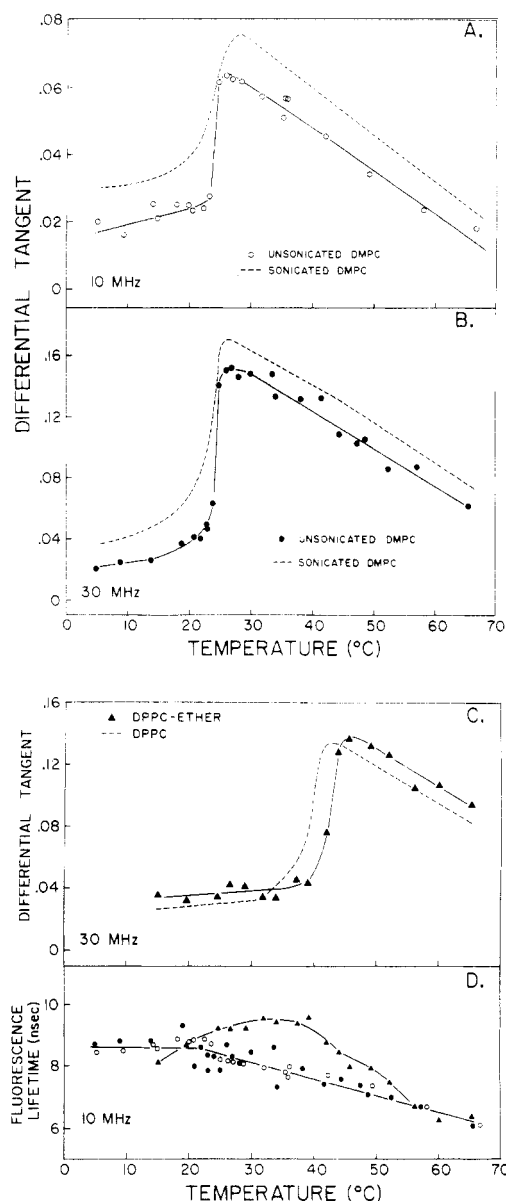 A.
.08
.06
.04
.02
0
10 MHz
○ UNSONICATED DMPC
---- SONICATED DMPC
DIFFERENTIAL TANGENT
B.
.16
.12
.08
.04
0
30 MHz
● UNSONICATED DMPC
---- SONICATED DMPC
0 10 20 30 40 50 60 70
TEMPERATURE (°C)
C.
.16
.12
.08
.04
0
▲ DPPC-ETHER
---- DPPC
DIFFERENTIAL TANGENT
30 MHz
D.
10
8
6
FLUORESCENCE LIFETIME (nsec)
10 MHz
0 10 20 30 40 50 60 70
TEMPERATURE (°C)